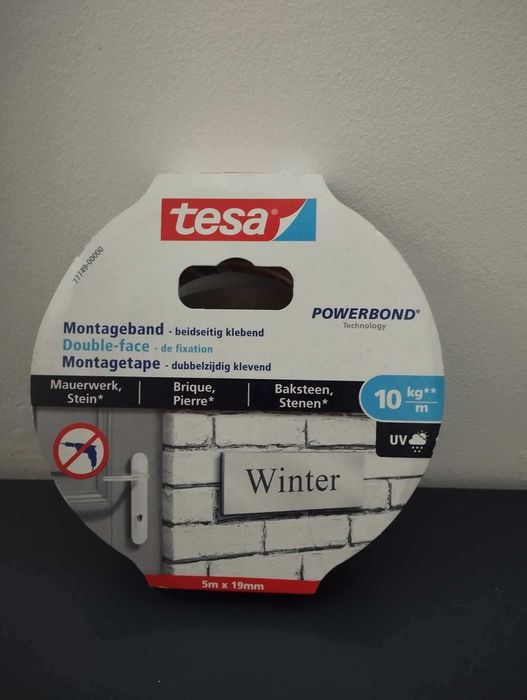 tesa®
77749-00000
POWERBOND®
Technology
Montageband - beidseitig klebend
Double-face - de fixation
Montagetape - dubbelzijdig klevend
Mauerwerk, Stein*
Brique, Pierre*
Baksteen, Stenen*
10 kg**/m
UV
Winter
5m x 19mm